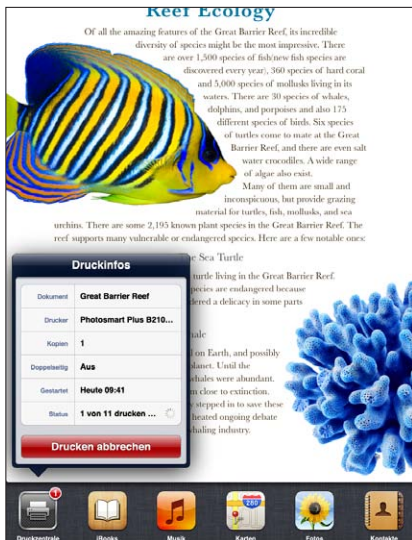 Reef Ecology
Of all the amazing features of the Great Barrier Reef, its incredible
diversity of species might be the most impressive. There
are over 1,500 species of fish(new fish species are
discovered every year), 360 species of hard coral
and 5,000 species of mollusks living in its
waters. There are 30 species of whales,
dolphins, and porpoises and also 175
different species of birds. Six species
of turtles come to mate at the Great
Barrier Reef, and there are even salt
water crocodiles. A wide range
of algae also exist.
Many of them are small and
inconspicuous, but provide grazing
material for turtles, fish, mollusks, and sea
urchins. There are some 2,195 known plant species in the Great Barrier Reef. The
reef supports many vulnerable or endangered species. Here are a few notable ones:
The Sea Turtle
turtle living in the Great Barrier Reef.
species are endangered because
dered a delicacy in some parts
hale
l on Earth, and possibly
planet. Until the
whales were abundant.
m close to extinction.
e stepped in to save these
heated ongoing debate
whaling industry.
Druckinfos
Dokument Great Barrier Reef
Drucker Photosmart Plus B210...
Kopien 1
Doppelseitig Aus
Gestartet Heute 09:41
Status 1 von 11 drucken ...
Drucken abbrechen
1
280
Druckzentrale iBooks Musik Karten Fotos Kontakte